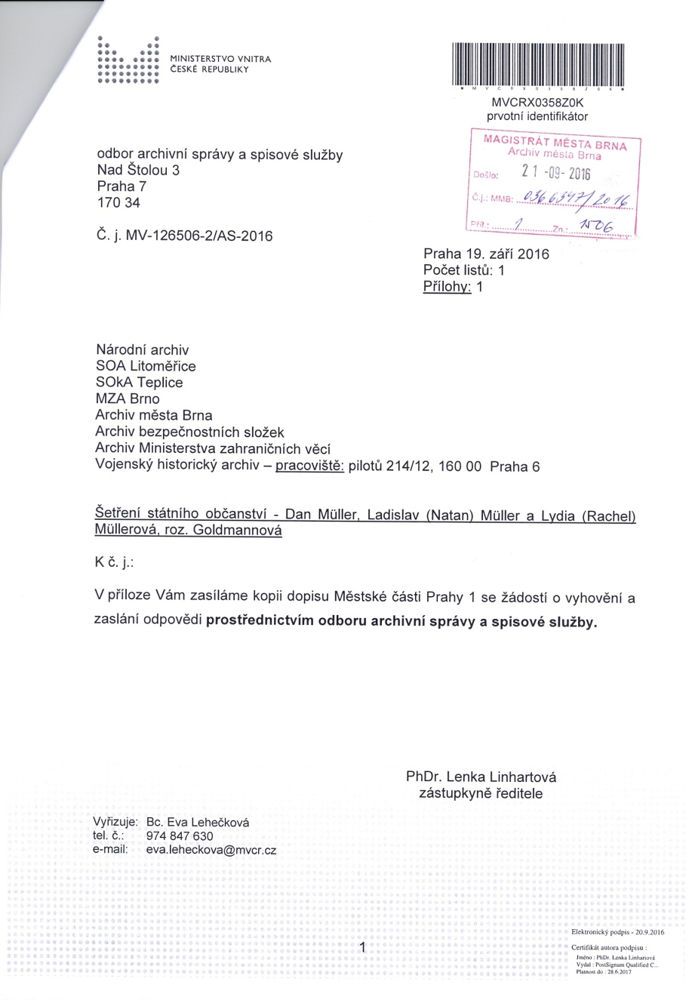 MINISTERSTVO VNITRA
ČESKÉ REPUBLIKY
*MVCRX0358Z0K*
MVCRX0358Z0K
prvotní identifikátor
MAGISTRÁT MĚSTA BRNA
Archiv města Brna
Došlo: 21-09-2016
Č.j.: MMB: 0366347/2016
Příl.: 1 Zn.: 1506
odbor archivní správy a spisové služby
Nad Štolou 3
Praha 7
170 34
Č. j. MV-126506-2/AS-2016
Praha 19. září 2016
Počet listů: 1
Přílohy: 1
Národní archiv
SOA Litoměřice
SOkA Teplice
MZA Brno
Archiv města Brna
Archiv bezpečnostních složek
Archiv Ministerstva zahraničních věcí
Vojenský historický archiv – pracoviště: pilotů 214/12, 160 00 Praha 6
Šetření státního občanství - Dan Müller, Ladislav (Natan) Müller a Lydia (Rachel)
Müllerová, roz. Goldmannová
K č. j.:
V příloze Vám zasíláme kopii dopisu Městské části Prahy 1 se žádostí o vyhovění a
zaslání odpovědi prostřednictvím odboru archivní správy a spisové služby.
PhDr. Lenka Linhartová
zástupkyně ředitele
Vyřizuje: Bc. Eva Lehečková
tel. č.: 974 847 630
e-mail: eva.leheckova@mvcr.cz
1
Elektronický podpis - 20.9.2016
Certifikát autora podpisu :
Jméno : PhDr. Lenka Linhartová
Vydal : PostSignum Qualified C...
Platnost do : 28.6.2017